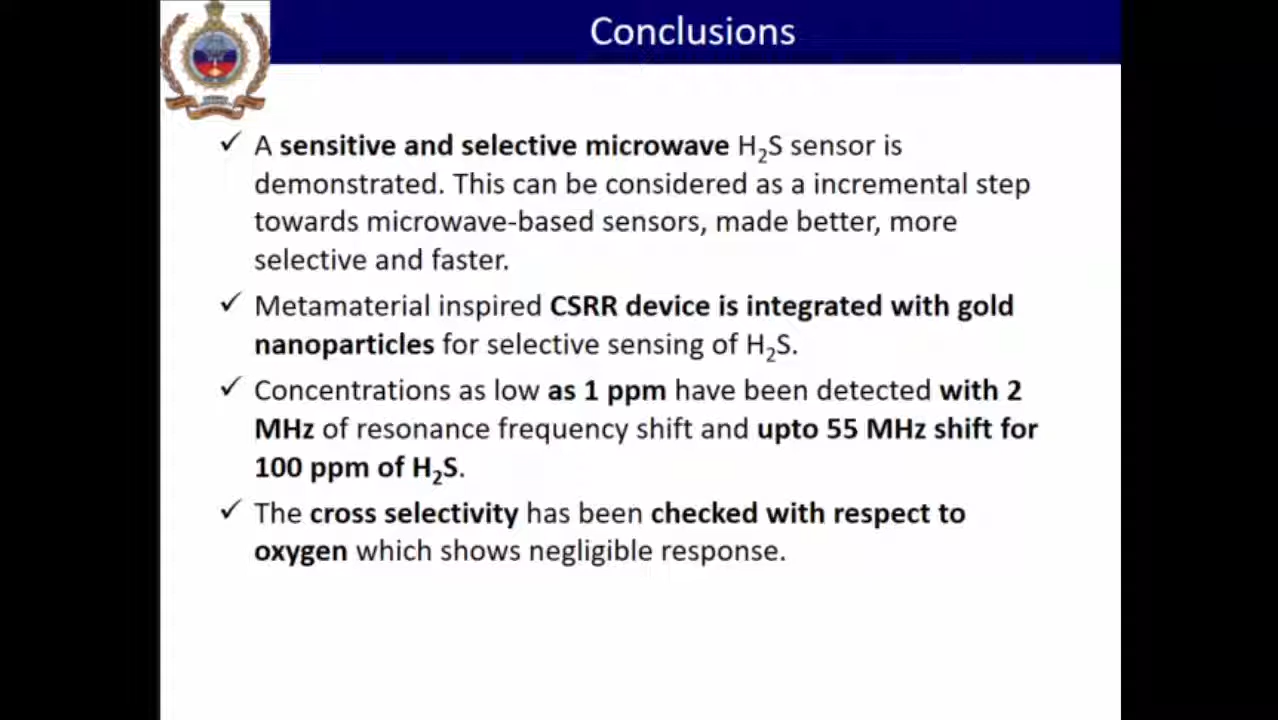 Conclusions
✓ A sensitive and selective microwave H₂S sensor is
demonstrated. This can be considered as a incremental step
towards microwave-based sensors, made better, more
selective and faster.
✓ Metamaterial inspired CSRR device is integrated with gold
nanoparticles for selective sensing of H₂S.
✓ Concentrations as low as 1 ppm have been detected with 2
MHz of resonance frequency shift and upto 55 MHz shift for
100 ppm of H₂S.
✓ The cross selectivity has been checked with respect to
oxygen which shows negligible response.